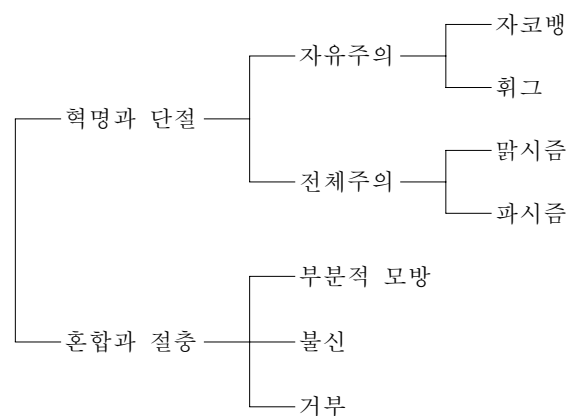 자코뱅
자유주의
휘그
혁명과 단절
맑시즘
전체주의
파시즘
부분적 모방
혼합과 절충
불신
거부